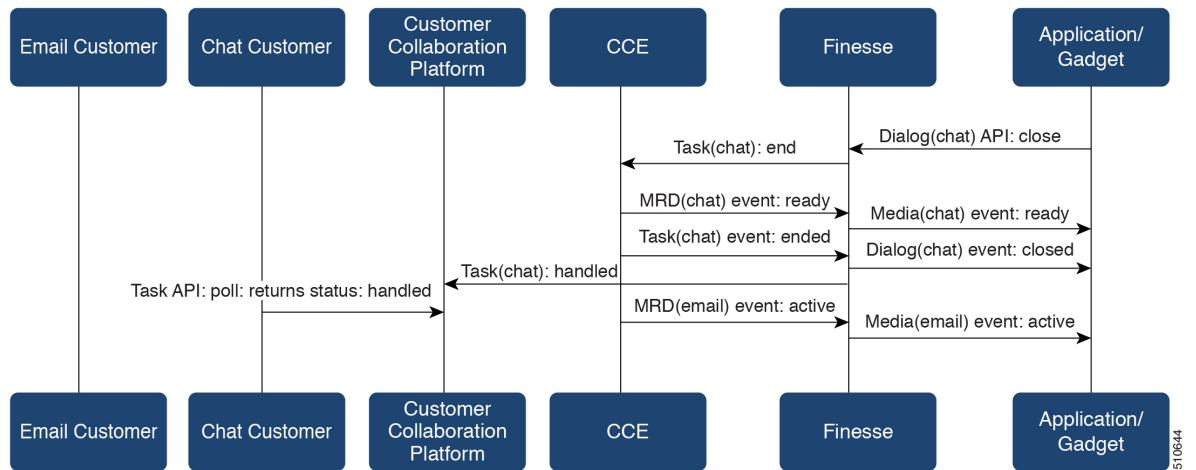 Email Customer
Chat Customer
Customer
Collaboration
Platform
CCE
Finesse
Application/
Gadget
Dialog(chat) API: close
Task(chat): end
MRD(chat) event: ready
Media(chat) event: ready
Task(chat) event: ended
Dialog(chat) event: closed
Task(chat): handled
Task API: poll: returns status: handled
MRD(email) event: active
Media(email) event: active
Email Customer
Chat Customer
Customer
Collaboration
Platform
CCE
Finesse
Application/
Gadget
510644